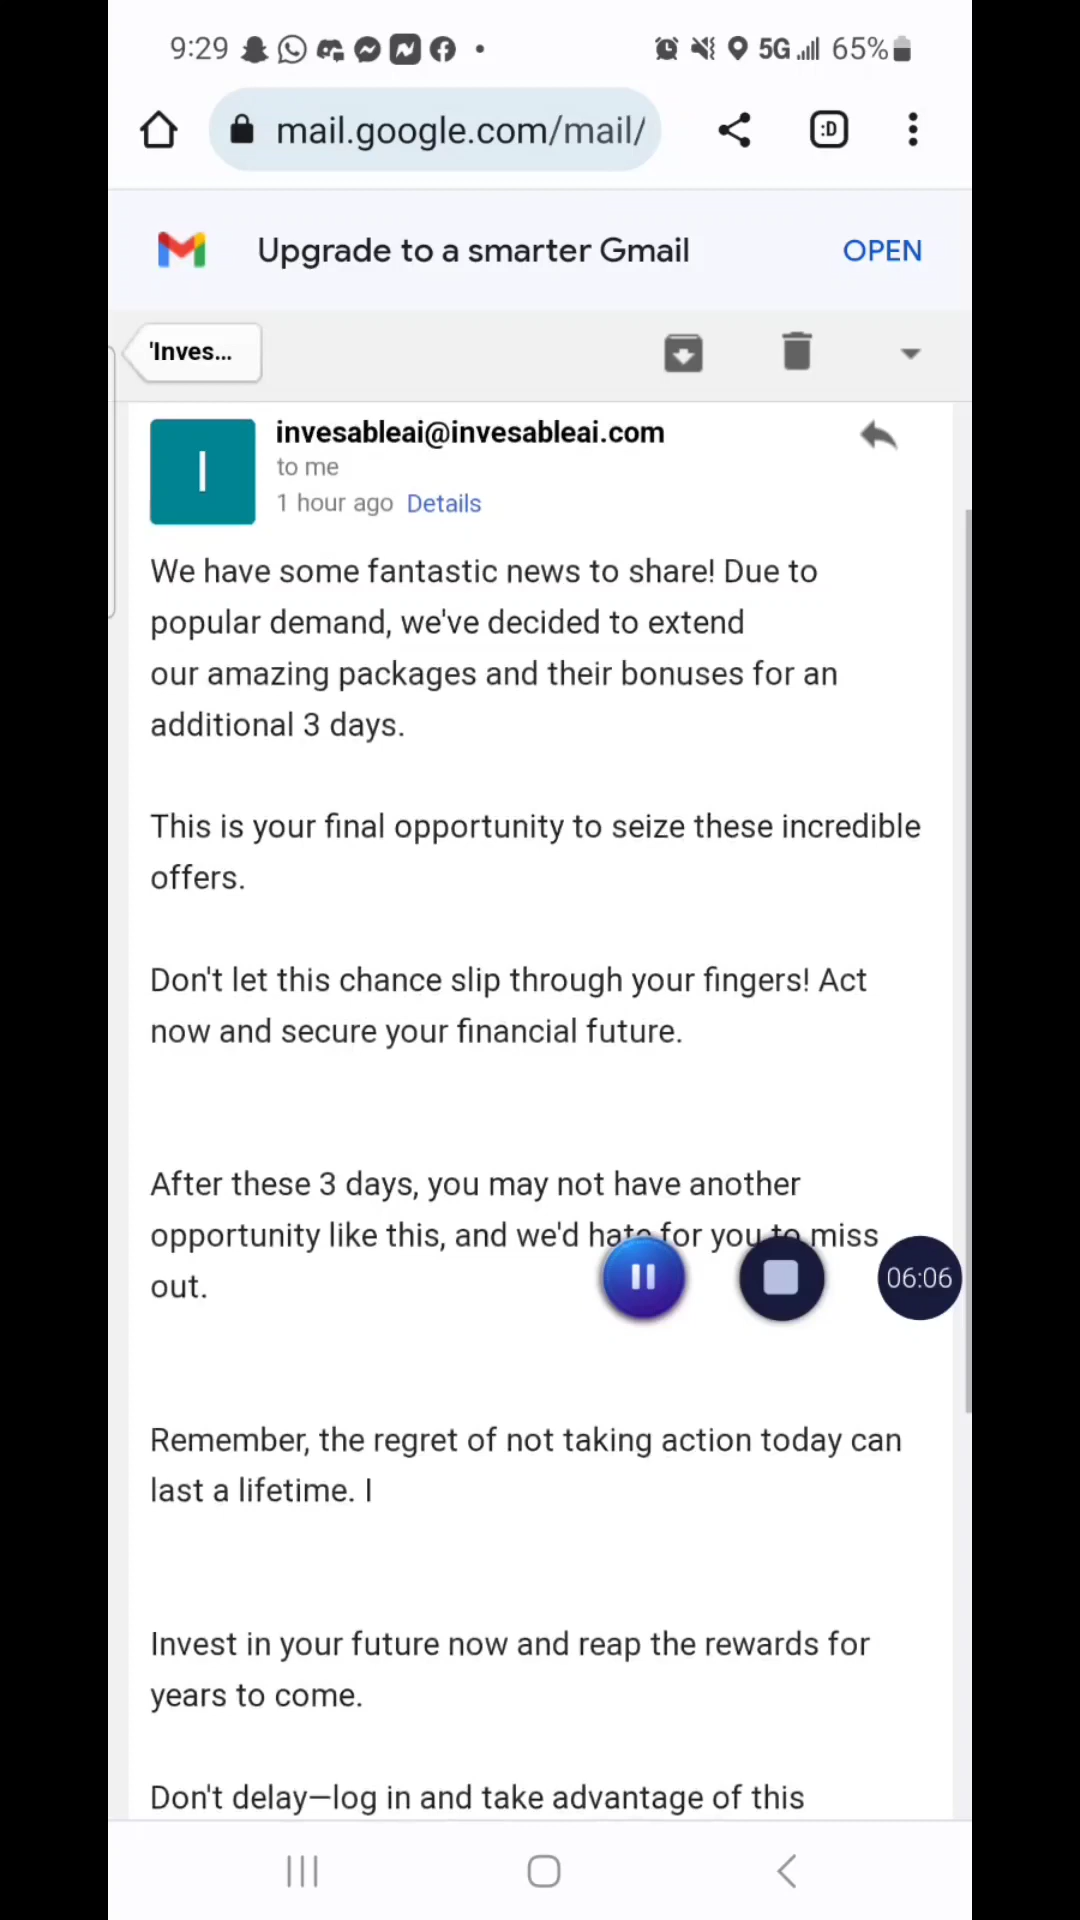 9:29
5G 65%
mail.google.com/mail/
:D
Upgrade to a smarter Gmail OPEN
'Inves...
I
invesableai@invesableai.com
to me
1 hour ago Details
We have some fantastic news to share! Due to
popular demand, we've decided to extend
our amazing packages and their bonuses for an
additional 3 days.
This is your final opportunity to seize these incredible
offers.
Don't let this chance slip through your fingers! Act
now and secure your financial future.
After these 3 days, you may not have another
opportunity like this, and we'd hate for you to miss
out.
06:06
Remember, the regret of not taking action today can
last a lifetime. I
Invest in your future now and reap the rewards for
years to come.
Don't delay—log in and take advantage of this